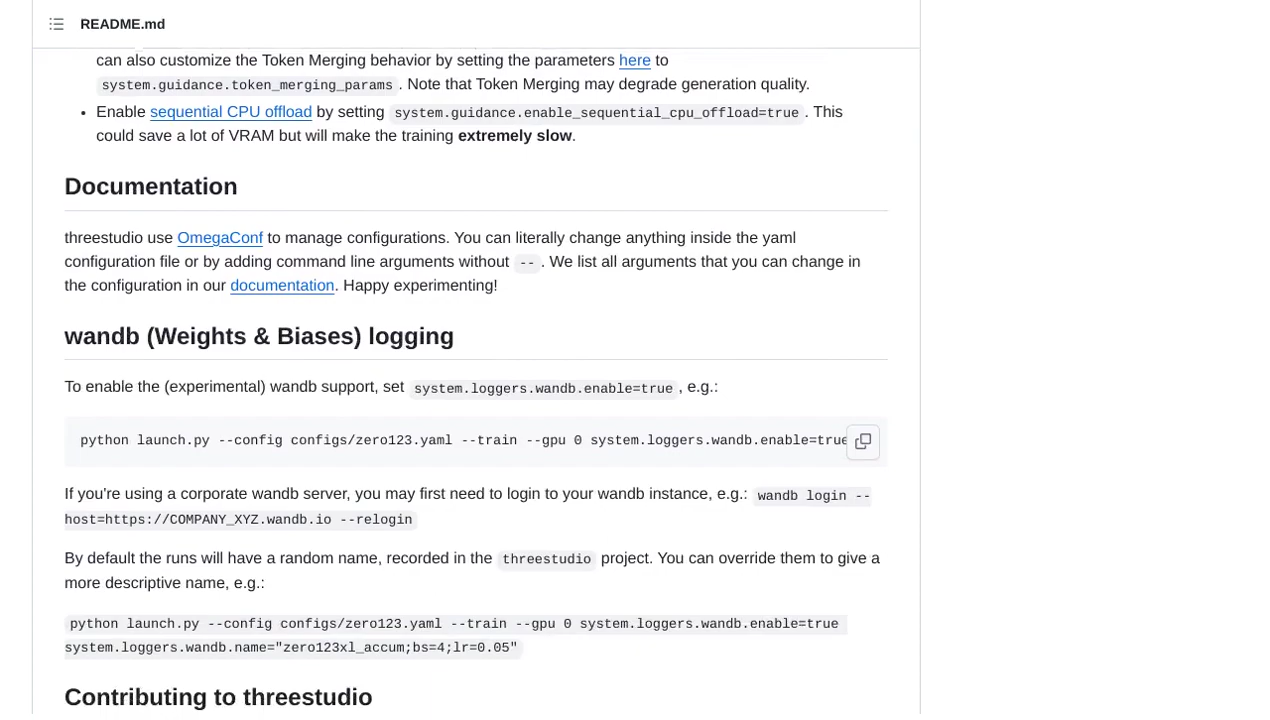 README.md
can also customize the Token Merging behavior by setting the parameters here to
system.guidance.token_merging_params. Note that Token Merging may degrade generation quality.
• Enable sequential CPU offload by setting system.guidance.enable_sequential_cpu_offload=true. This
could save a lot of VRAM but will make the training extremely slow.
Documentation
threestudio use OmegaConf to manage configurations. You can literally change anything inside the yaml
configuration file or by adding command line arguments without --. We list all arguments that you can change in
the configuration in our documentation. Happy experimenting!
wandb (Weights & Biases) logging
To enable the (experimental) wandb support, set system.loggers.wandb.enable=true, e.g.:
python launch.py --config configs/zero123.yaml --train --gpu 0 system.loggers.wandb.enable=true
If you're using a corporate wandb server, you may first need to login to your wandb instance, e.g.: wandb login --
host=https://COMPANY_XYZ.wandb.io --relogin
By default the runs will have a random name, recorded in the threestudio project. You can override them to give a
more descriptive name, e.g.:
python launch.py --config configs/zero123.yaml --train --gpu 0 system.loggers.wandb.enable=true
system.loggers.wandb.name="zero123xl_accum;bs=4;lr=0.05"
Contributing to threestudio